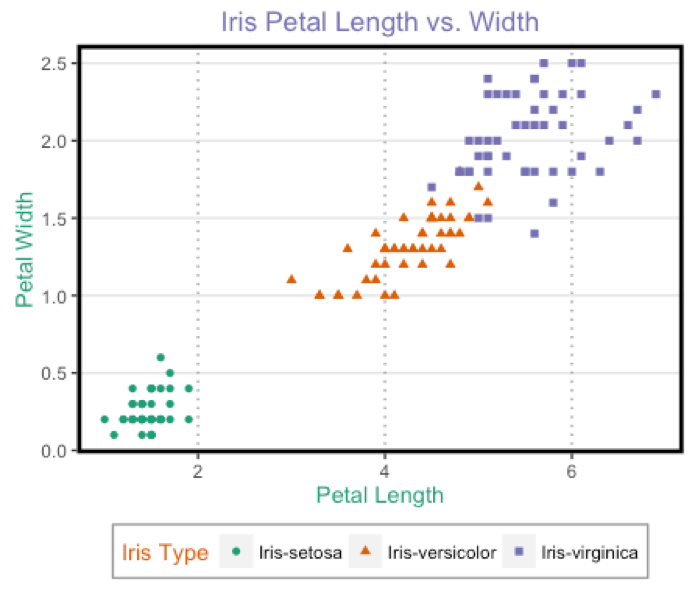 Iris Petal Length vs. Width
2.5
2.0
1.5
1.0
0.5
0.0
Petal Width
2 4 6
Petal Length
Iris Type Iris-setosa Iris-versicolor Iris-virginica